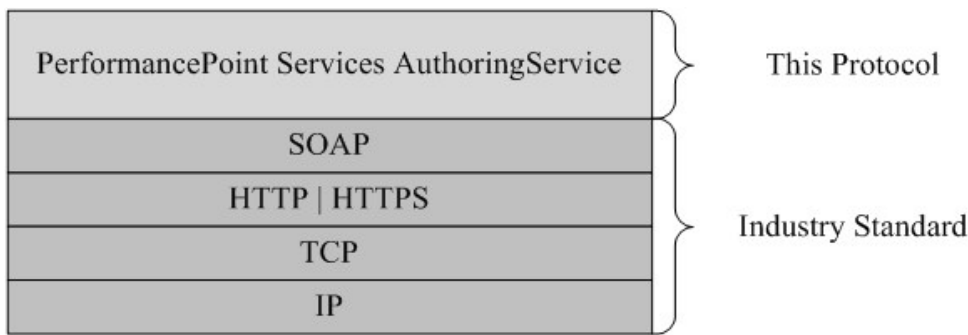 PerformancePoint Services AuthoringService
This Protocol
SOAP
HTTP | HTTPS
TCP
IP
Industry Standard